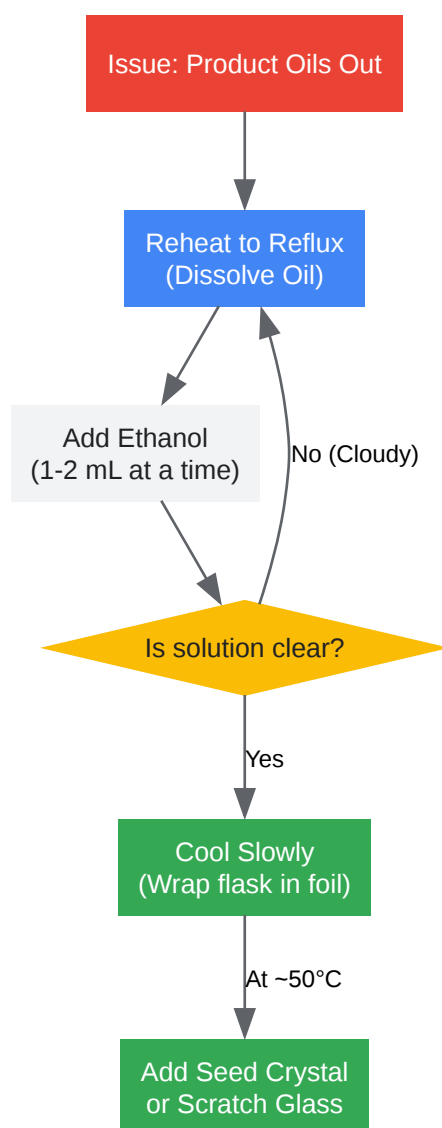 Issue: Product Oils Out
Reheat to Reflux
(Dissolve Oil)
Add Ethanol
(1-2 mL at a time)
No (Cloudy)
Is solution clear?
Yes
Cool Slowly
(Wrap flask in foil)
At ~50°C
Add Seed Crystal
or Scratch Glass